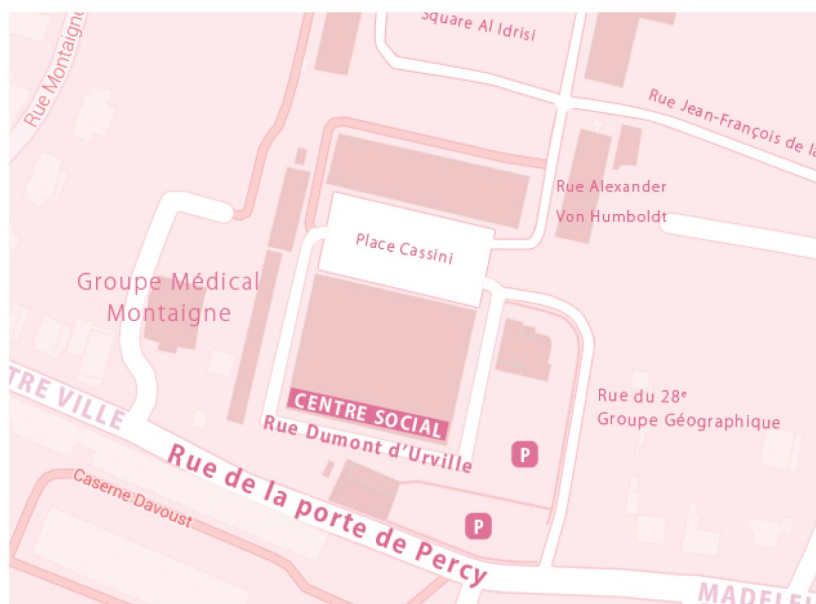 Square Al Idrisi
Rue Montaigne
Rue Jean-François de la
Rue Alexander
Von Humboldt
Place Cassini
Groupe Médical
Montaigne
CENTRE SOCIAL
Rue Dumont d'Urville
Rue du 28e
Groupe Géographique
TRE VILLE
Rue de la porte de Percy
P
P
Caserne Davoust
MADELEI